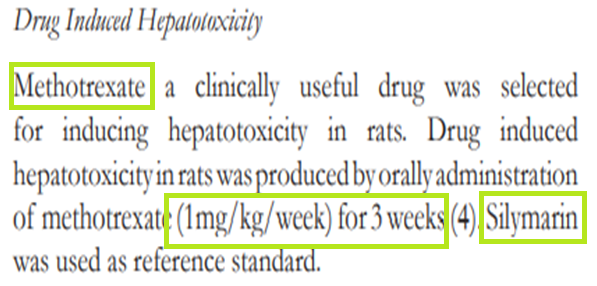 Drug Induced Hepatotoxicity
Methotrexate a clinically useful drug was selected
for inducing hepatotoxicity in rats. Drug induced
hepatotoxicity in rats was produced by orally administration
of methotrexate (1mg/kg/week) for 3 weeks (4). Silymarin
was used as reference standard.